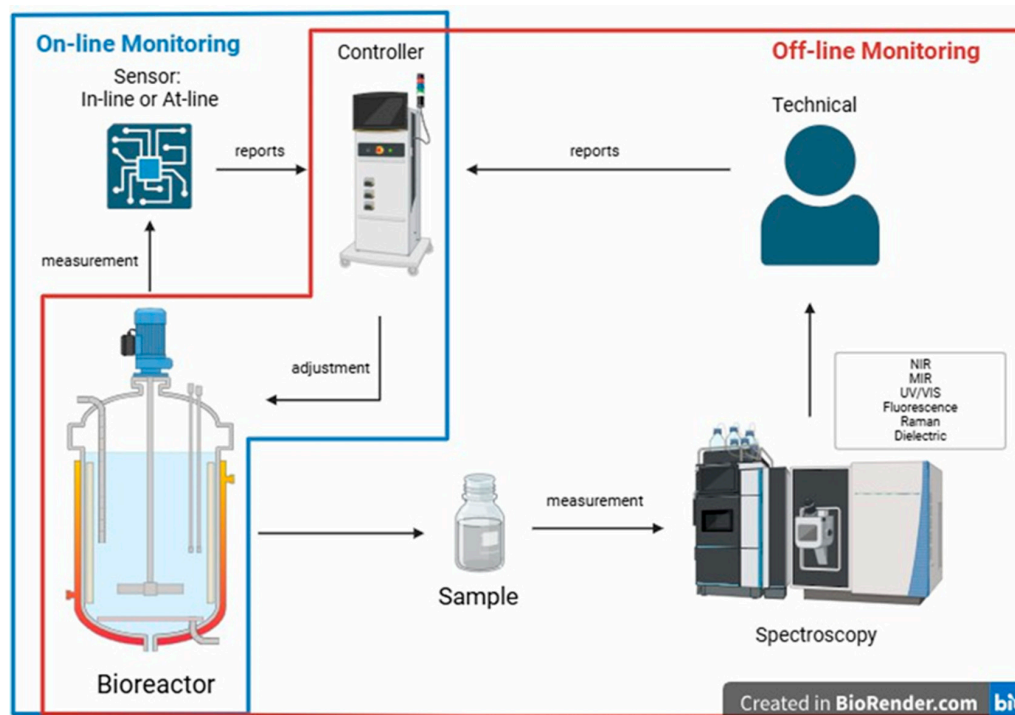 On-line Monitoring
Sensor:
In-line or At-line
Controller
Off-line Monitoring
Technical
reports
reports
measurement
adjustment
NIR
MIR
UV/VIS
Fluorescence
Raman
Dielectric
measurement
Sample
Spectroscopy
Bioreactor
Created in BioRender.com